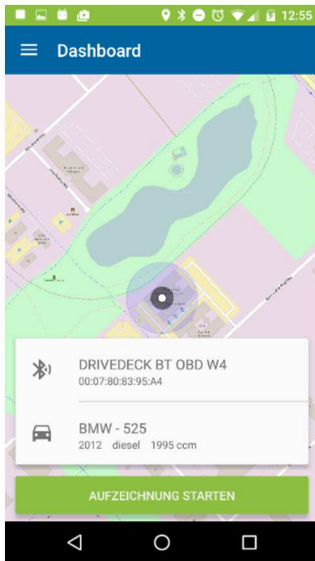 12:55
Dashboard
DRIVEDECK BT OBD W4
00:07:80:83:95:A4
BMW - 525
2012 diesel 1995 ccm
AUFZEICHNUNG STARTEN